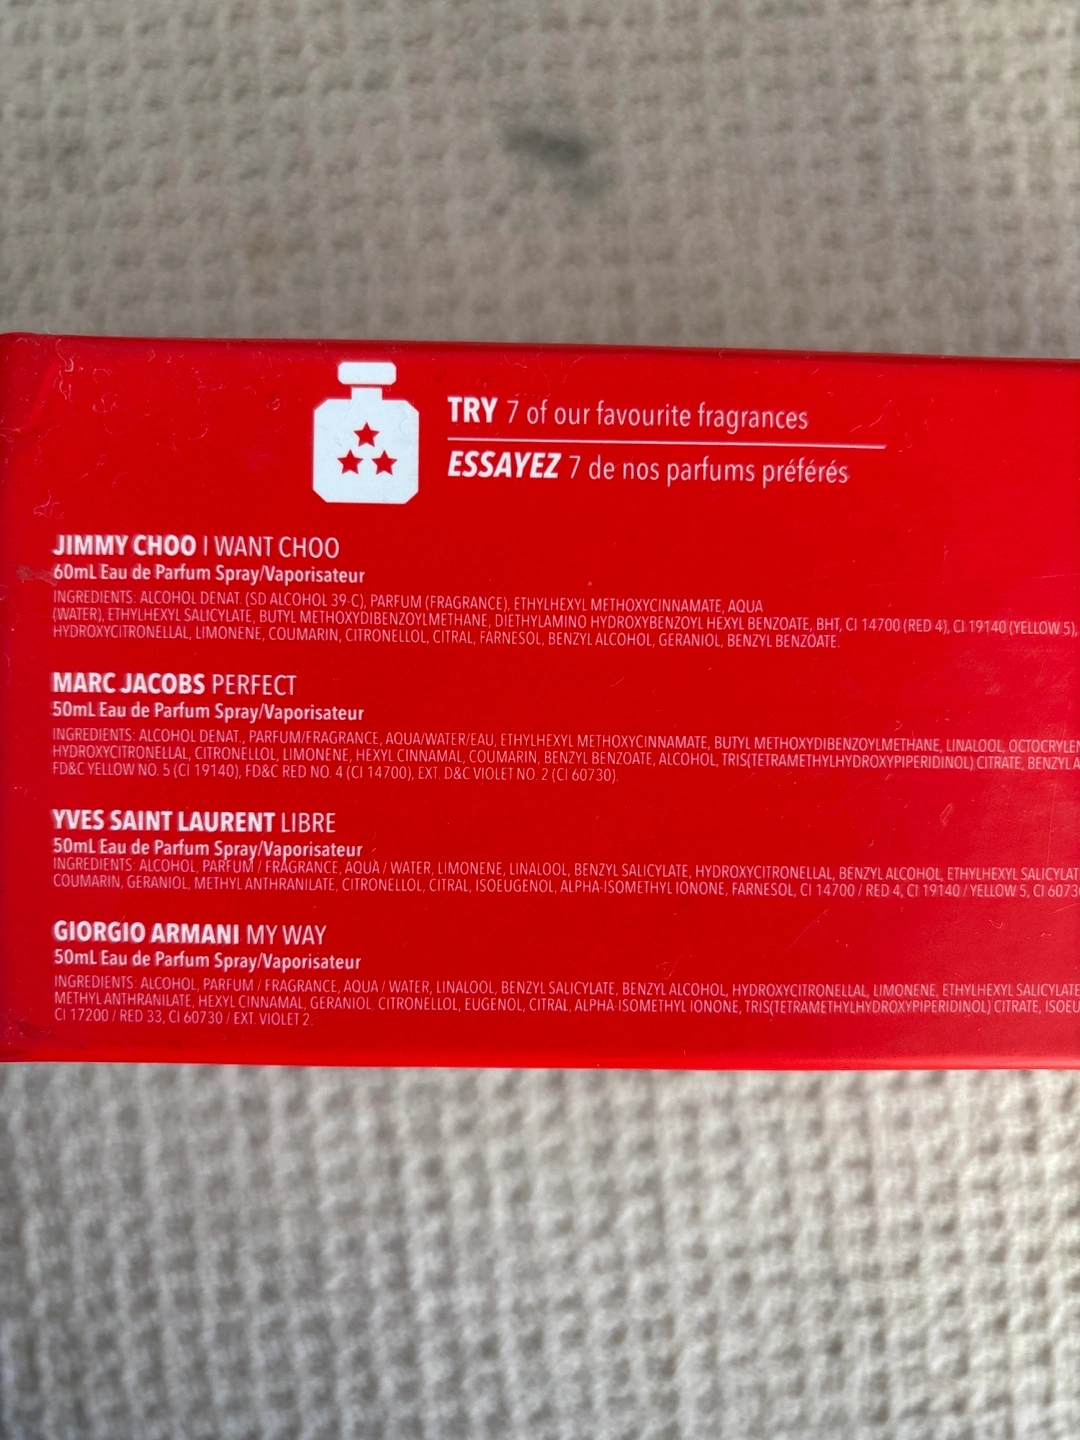 TRY 7 of our favourite fragrances
ESSAYEZ 7 de nos parfums préférés
JIMMY CHOO I WANT CHOO
60mL Eau de Parfum Spray/Vaporisateur
INGREDIENTS: ALCOHOL DENAT. (SD ALCOHOL 39-C), PARFUM (FRAGRANCE), ETHYLHEXYL METHOXYCINNAMATE, AQUA
(WATER), ETHYLHEXYL SALICYLATE, BUTYL METHOXYDIBENZOYLMETHANE, DIETHYLAMINO HYDROXYBENZOYL HEXYL BENZOATE, BHT, CI 14700 (RED 4), CI 19140 (YELLOW 5),
HYDROXYCITRONELLAL, LIMONENE, COUMARIN, CITRONELLOL, CITRAL, FARNESOL, BENZYL ALCOHOL, GERANIOL, BENZYL BENZOATE.
MARC JACOBS PERFECT
50mL Eau de Parfum Spray/Vaporisateur
INGREDIENTS: ALCOHOL DENAT., PARFUM/FRAGRANCE, AQUA/WATER/EAU, ETHYLHEXYL METHOXYCINNAMATE, BUTYL METHOXYDIBENZOYLMETHANE, LINALOOL, OCTOCRYLEN
HYDROXYCITRONELLAL, CITRONELLOL, LIMONENE, HEXYL CINNAMAL, COUMARIN, BENZYL BENZOATE, ALCOHOL, TRIS(TETRAMETHYLHYDROXYPIPERIDINOL) CITRATE, BENZYL A
FD&C YELLOW NO. 5 (CI 19140), FD&C RED NO. 4 (CI 14700), EXT. D&C VIOLET NO. 2 (CI 60730).
YVES SAINT LAURENT LIBRE
50mL Eau de Parfum Spray/Vaporisateur
INGREDIENTS: ALCOHOL, PARFUM / FRAGRANCE, AQUA / WATER, LIMONENE, LINALOOL, BENZYL SALICYLATE, HYDROXYCITRONELLAL, BENZYL ALCOHOL, ETHYLHEXYL SALICYLAT
COUMARIN, GERANIOL, METHYL ANTHRANILATE, CITRONELLOL, CITRAL, ISOEUGENOL, ALPHA-ISOMETHYL IONONE, FARNESOL, CI 14700 / RED 4, CI 19140 / YELLOW 5, CI 6073
GIORGIO ARMANI MY WAY
50mL Eau de Parfum Spray/Vaporisateur
INGREDIENTS: ALCOHOL, PARFUM / FRAGRANCE, AQUA / WATER, LINALOOL, BENZYL SALICYLATE, BENZYL ALCOHOL, HYDROXYCITRONELLAL, LIMONENE, ETHYLHEXYL SALICYLATE
METHYL ANTHRANILATE, HEXYL CINNAMAL, GERANIOL, CITRONELLOL, EUGENOL, CITRAL, ALPHA-ISOMETHYL IONONE, TRIS(TETRAMETHYLHYDROXYPIPERIDINOL) CITRATE, ISOEU
CI 17200 / RED 33, CI 60730 / EXT. VIOLET 2.